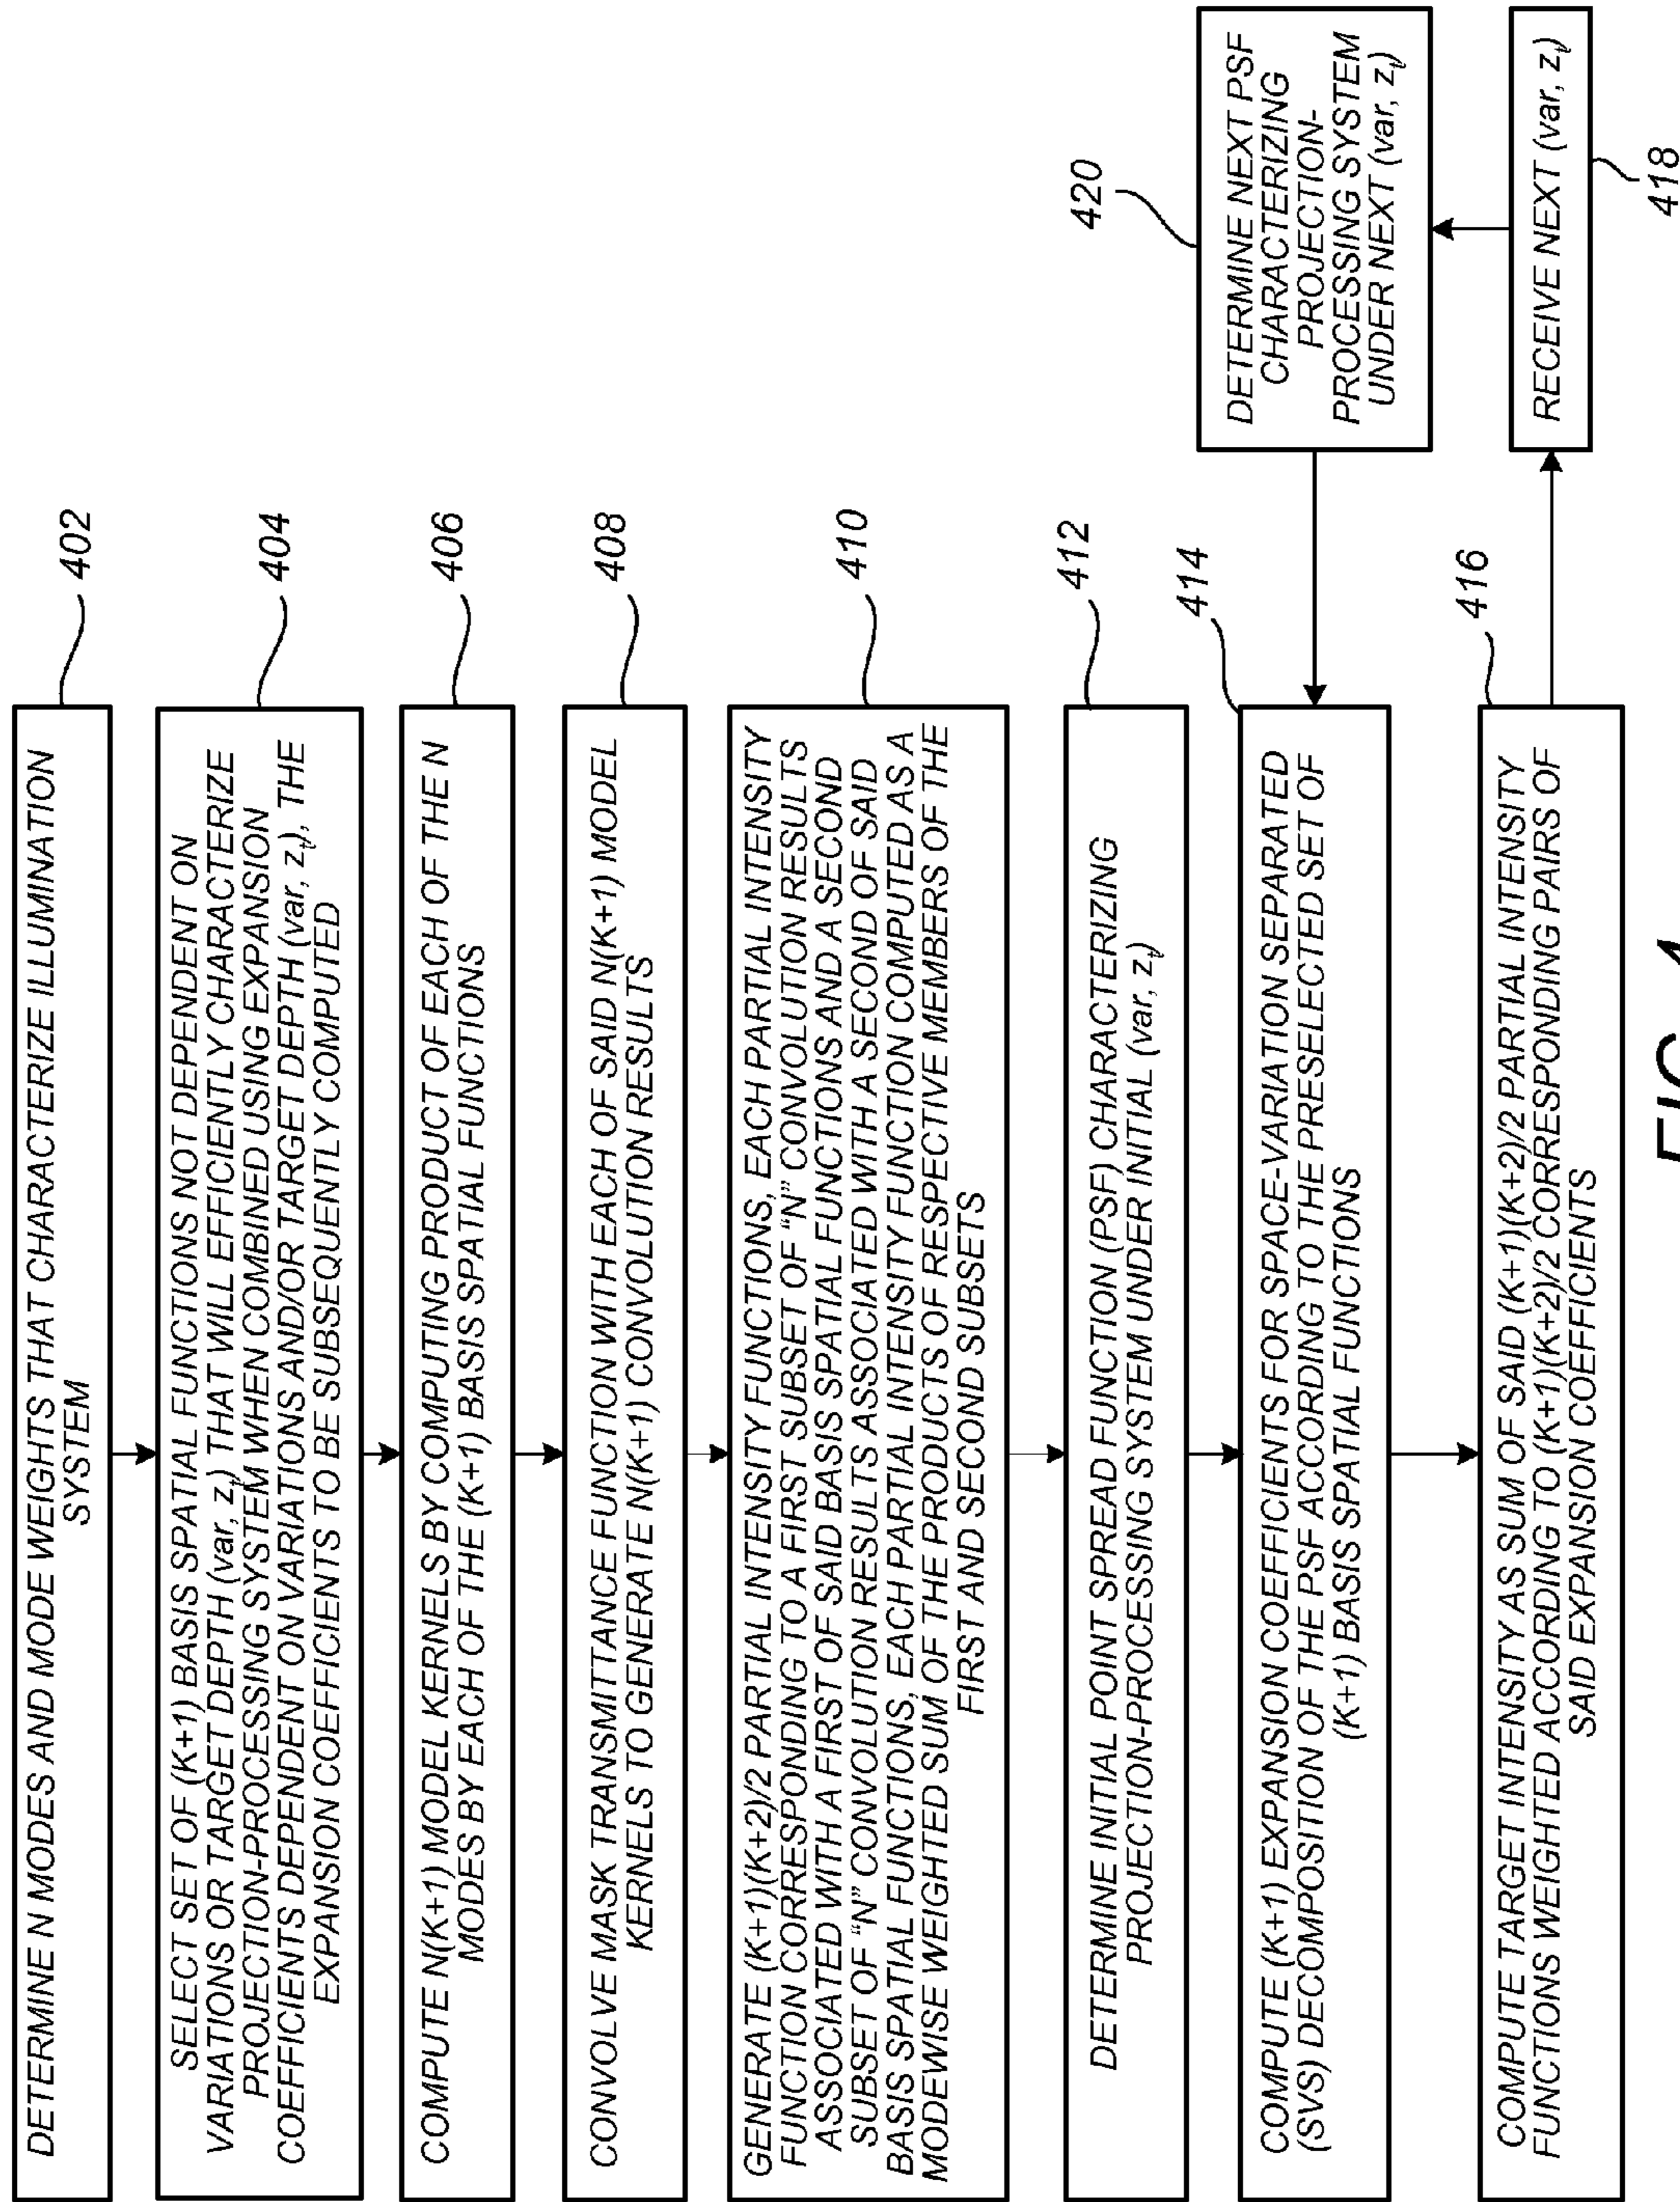 DETERMINE N MODES AND MODE WEIGHTS THAT CHARACTERIZE ILLUMINATION
SYSTEM
402
SELECT SET OF (K+1) BASIS SPATIAL FUNCTIONS NOT DEPENDENT ON
VARIATIONS OR TARGET DEPTH (var, zₜ) THAT WILL EFFICIENTLY CHARACTERIZE
PROJECTION-PROCESSING SYSTEM WHEN COMBINED USING EXPANSION
COEFFICIENTS DEPENDENT ON VARIATIONS AND/OR TARGET DEPTH (var, zₜ), THE
EXPANSION COEFFICIENTS TO BE SUBSEQUENTLY COMPUTED
404
COMPUTE N(K+1) MODEL KERNELS BY COMPUTING PRODUCT OF EACH OF THE N
MODES BY EACH OF THE (K+1) BASIS SPATIAL FUNCTIONS
406
CONVOLVE MASK TRANSMITTANCE FUNCTION WITH EACH OF SAID N(K+1) MODEL
KERNELS TO GENERATE N(K+1) CONVOLUTION RESULTS
408
GENERATE (K+1)(K+2)/2 PARTIAL INTENSITY FUNCTIONS, EACH PARTIAL INTENSITY
FUNCTION CORRESPONDING TO A FIRST SUBSET OF “N” CONVOLUTION RESULTS
ASSOCIATED WITH A FIRST OF SAID BASIS SPATIAL FUNCTIONS AND A SECOND
SUBSET OF “N” CONVOLUTION RESULTS ASSOCIATED WITH A SECOND OF SAID
BASIS SPATIAL FUNCTIONS, EACH PARTIAL INTENSITY FUNCTION COMPUTED AS A
MODEWISE WEIGHTED SUM OF THE PRODUCTS OF RESPECTIVE MEMBERS OF THE
FIRST AND SECOND SUBSETS
410
DETERMINE INITIAL POINT SPREAD FUNCTION (PSF) CHARACTERIZING
PROJECTION-PROCESSING SYSTEM UNDER INITIAL (var, zₜ)
412
COMPUTE (K+1) EXPANSION COEFFICIENTS FOR SPACE-VARIATION SEPARATED
(SVS) DECOMPOSITION OF THE PSF ACCORDING TO THE PRESELECTED SET OF
(K+1) BASIS SPATIAL FUNCTIONS
414
COMPUTE TARGET INTENSITY AS SUM OF SAID (K+1)(K+2)/2 PARTIAL INTENSITY
FUNCTIONS WEIGHTED ACCORDING TO (K+1)(K+2)/2 CORRESPONDING PAIRS OF
SAID EXPANSION COEFFICIENTS
416
RECEIVE NEXT (var, zₜ)
418
DETERMINE NEXT PSF
CHARACTERIZING
PROJECTION-
PROCESSING SYSTEM
UNDER NEXT (var, zₜ)
420